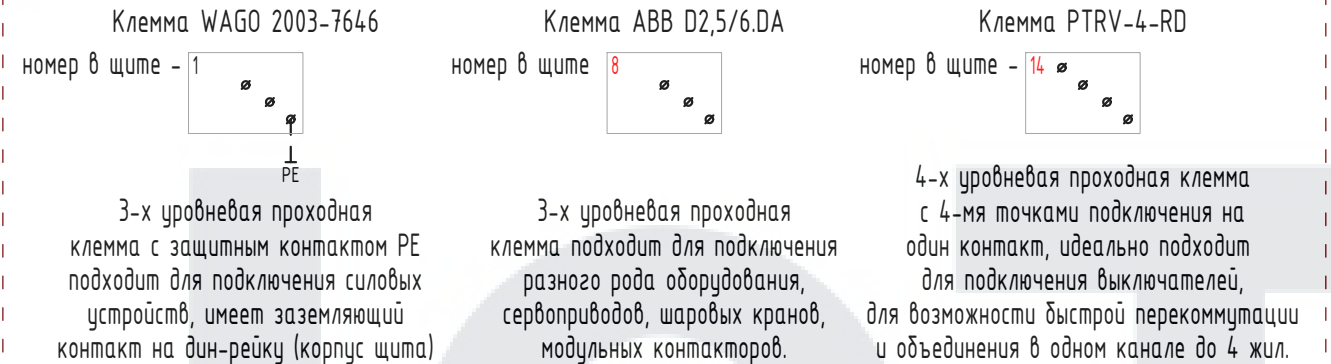 Клемма WAGO 2003-7646
номер в щите - 1
PE
3-х уровневая проходная
клемма с защитным контактом PE
подходит для подключения силовых
устройств, имеет заземляющий
контакт на дин-рейку (корпус щита)
Клемма ABB D2,5/6.DA
номер в щите 8
3-х уровневая проходная
клемма подходит для подключения
разного рода оборудования,
сервоприводов, шаровых кранов,
модульных контакторов.
Клемма PTRV-4-RD
номер в щите - 14
4-х уровневая проходная клемма
с 4-мя точками подключения на
один контакт, идеально подходит
для подключения выключателей,
для возможности быстрой перекоммутации
и объединения в одном канале до 4 жил.